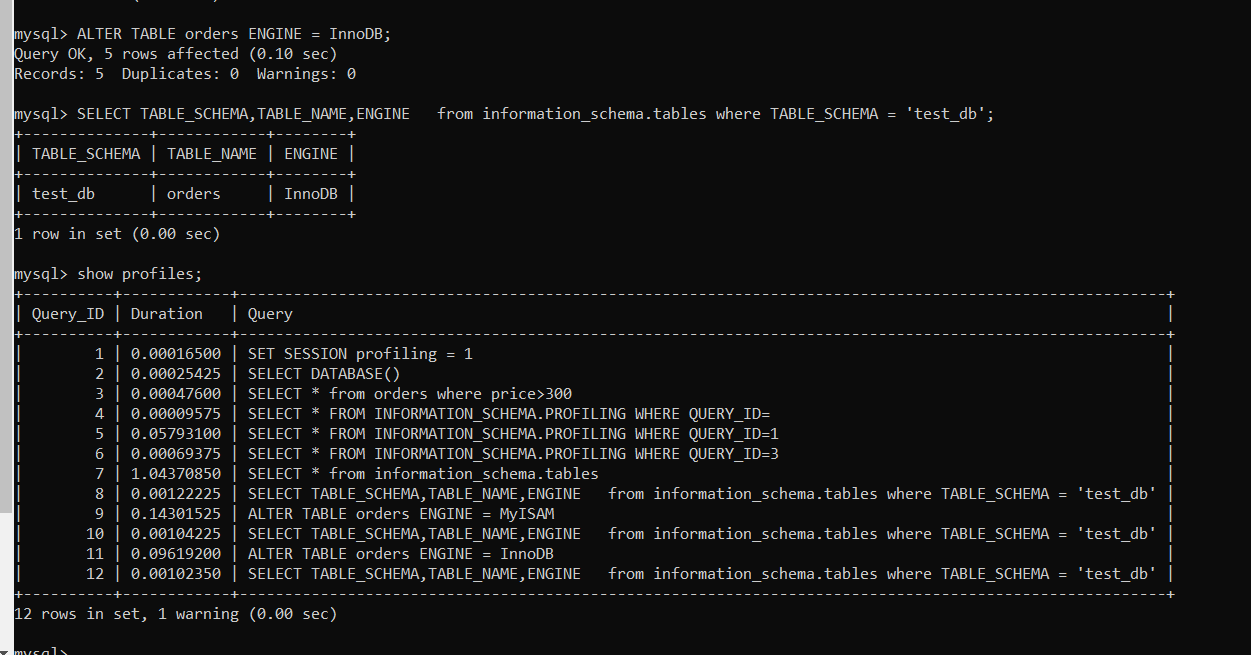 mysql> ALTER TABLE orders ENGINE = InnoDB;
Query OK, 5 rows affected (0.10 sec)
Records: 5  Duplicates: 0  Warnings: 0
mysql> SELECT TABLE_SCHEMA,TABLE_NAME,ENGINE   from information_schema.tables where TABLE_SCHEMA = 'test_db';
+--------------+------------+--------+
| TABLE_SCHEMA | TABLE_NAME | ENGINE |
+--------------+------------+--------+
| test_db      | orders     | InnoDB |
+--------------+------------+--------+
1 row in set (0.00 sec)
mysql> show profiles;
+----------+------------+-------------------------------------------------------------------------------------------------------+
| Query_ID | Duration   | Query                                                                                                 |
+----------+------------+-------------------------------------------------------------------------------------------------------+
|        1 | 0.00016500 | SET SESSION profiling = 1                                                                             |
|        2 | 0.00025425 | SELECT DATABASE()                                                                                     |
|        3 | 0.00047600 | SELECT * from orders where price>300                                                                  |
|        4 | 0.00009575 | SELECT * FROM INFORMATION_SCHEMA.PROFILING WHERE QUERY_ID=                                            |
|        5 | 0.05793100 | SELECT * FROM INFORMATION_SCHEMA.PROFILING WHERE QUERY_ID=1                                           |
|        6 | 0.00069375 | SELECT * FROM INFORMATION_SCHEMA.PROFILING WHERE QUERY_ID=3                                           |
|        7 | 1.04370850 | SELECT * from information_schema.tables                                                               |
|        8 | 0.00122225 | SELECT TABLE_SCHEMA,TABLE_NAME,ENGINE   from information_schema.tables where TABLE_SCHEMA = 'test_db' |
|        9 | 0.14301525 | ALTER TABLE orders ENGINE = MyISAM                                                                    |
|       10 | 0.00104225 | SELECT TABLE_SCHEMA,TABLE_NAME,ENGINE   from information_schema.tables where TABLE_SCHEMA = 'test_db' |
|       11 | 0.09619200 | ALTER TABLE orders ENGINE = InnoDB                                                                    |
|       12 | 0.00102350 | SELECT TABLE_SCHEMA,TABLE_NAME,ENGINE   from information_schema.tables where TABLE_SCHEMA = 'test_db' |
+----------+------------+-------------------------------------------------------------------------------------------------------+
12 rows in set, 1 warning (0.00 sec)
mysql>